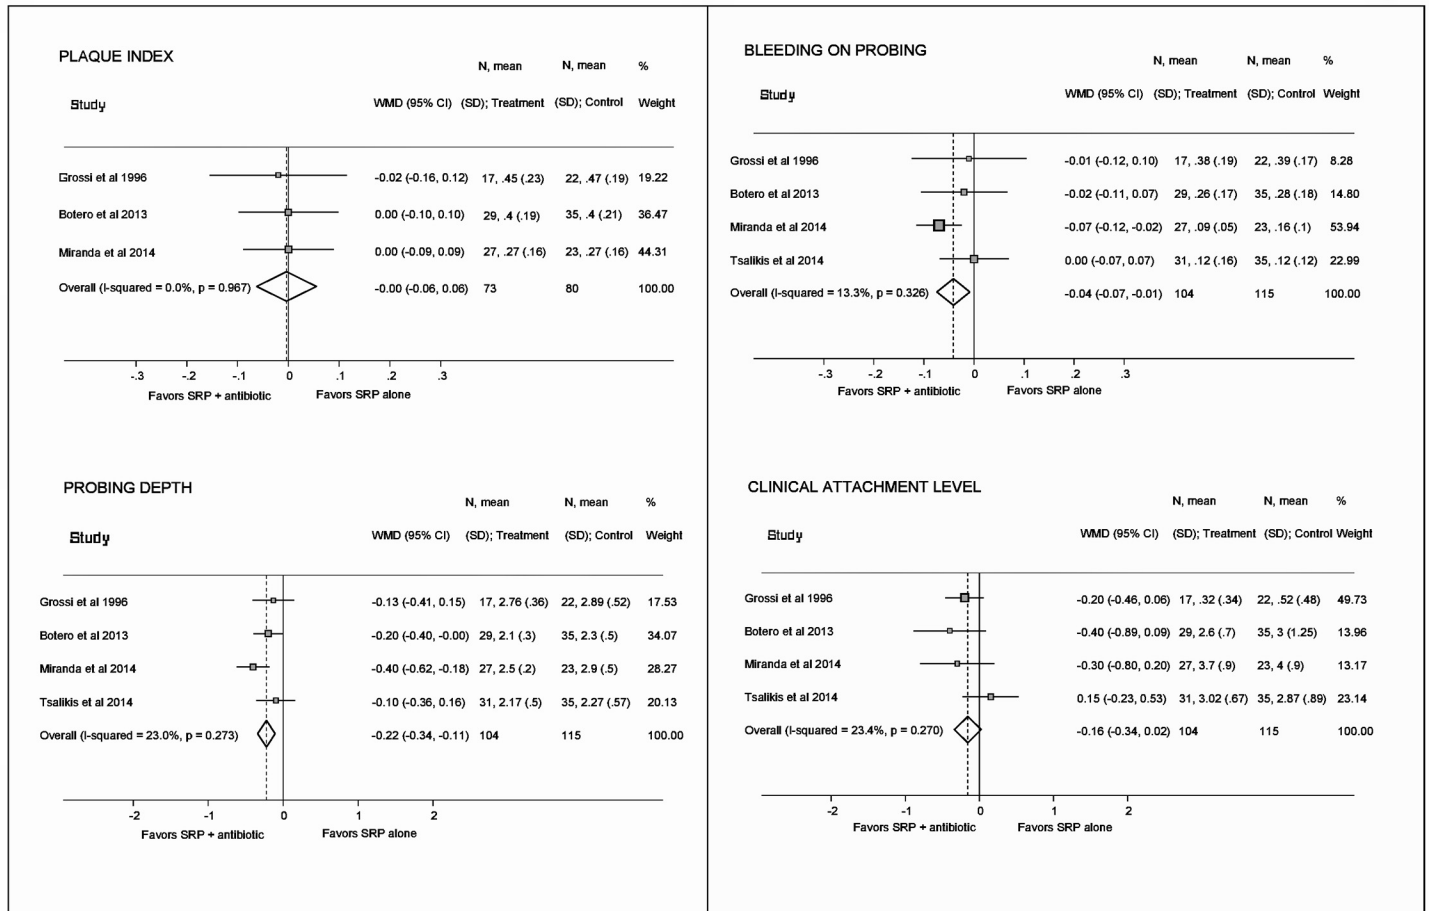 PLAQUE INDEX
N, mean N, mean %
Study WMD (95% CI) (SD); Treatment (SD); Control Weight
Grossi et al 1996 -0.02 (-0.16, 0.12) 17, .45 (.23) 22, .47 (.19) 19.22
Botero et al 2013 0.00 (-0.10, 0.10) 29, .4 (.19) 35, .4 (.21) 36.47
Miranda et al 2014 0.00 (-0.09, 0.09) 27, .27 (.16) 23, .27 (.16) 44.31
Overall (I-squared = 0.0%, p = 0.967) -0.00 (-0.06, 0.06) 73 80 100.00
-.3 -.2 -.1 0 .1 .2 .3
Favors SRP + antibiotic Favors SRP alone
BLEEDING ON PROBING
N, mean N, mean %
Study WMD (95% CI) (SD); Treatment (SD); Control Weight
Grossi et al 1996 -0.01 (-0.12, 0.10) 17, .38 (.19) 22, .39 (.17) 8.28
Botero et al 2013 -0.02 (-0.11, 0.07) 29, .26 (.17) 35, .28 (.18) 14.80
Miranda et al 2014 -0.07 (-0.12, -0.02) 27, .09 (.05) 23, .16 (.1) 53.94
Tsalikis et al 2014 0.00 (-0.07, 0.07) 31, .12 (.16) 35, .12 (.12) 22.99
Overall (I-squared = 13.3%, p = 0.326) -0.04 (-0.07, -0.01) 104 115 100.00
-.3 -.2 -.1 0 .1 .2 .3
Favors SRP + antibiotic Favors SRP alone
PROBING DEPTH
N, mean N, mean %
Study WMD (95% CI) (SD); Treatment (SD); Control Weight
Grossi et al 1996 -0.13 (-0.41, 0.15) 17, 2.76 (.36) 22, 2.89 (.52) 17.53
Botero et al 2013 -0.20 (-0.40, -0.00) 29, 2.1 (.3) 35, 2.3 (.5) 34.07
Miranda et al 2014 -0.40 (-0.62, -0.18) 27, 2.5 (.2) 23, 2.9 (.5) 28.27
Tsalikis et al 2014 -0.10 (-0.36, 0.16) 31, 2.17 (.5) 35, 2.27 (.57) 20.13
Overall (I-squared = 23.0%, p = 0.273) -0.22 (-0.34, -0.11) 104 115 100.00
-2 -1 0 1 2
Favors SRP + antibiotic Favors SRP alone
CLINICAL ATTACHMENT LEVEL
N, mean N, mean %
Study WMD (95% CI) (SD); Treatment (SD); Control Weight
Grossi et al 1996 -0.20 (-0.46, 0.06) 17, .32 (.34) 22, .52 (.48) 49.73
Botero et al 2013 -0.40 (-0.89, 0.09) 29, 2.6 (.7) 35, 3 (1.25) 13.96
Miranda et al 2014 -0.30 (-0.80, 0.20) 27, 3.7 (.9) 23, 4 (.9) 13.17
Tsalikis et al 2014 0.15 (-0.23, 0.53) 31, 3.02 (.67) 35, 2.87 (.89) 23.14
Overall (I-squared = 23.4%, p = 0.270) -0.16 (-0.34, 0.02) 104 115 100.00
-2 -1 0 1 2
Favors SRP + antibiotic Favors SRP alone